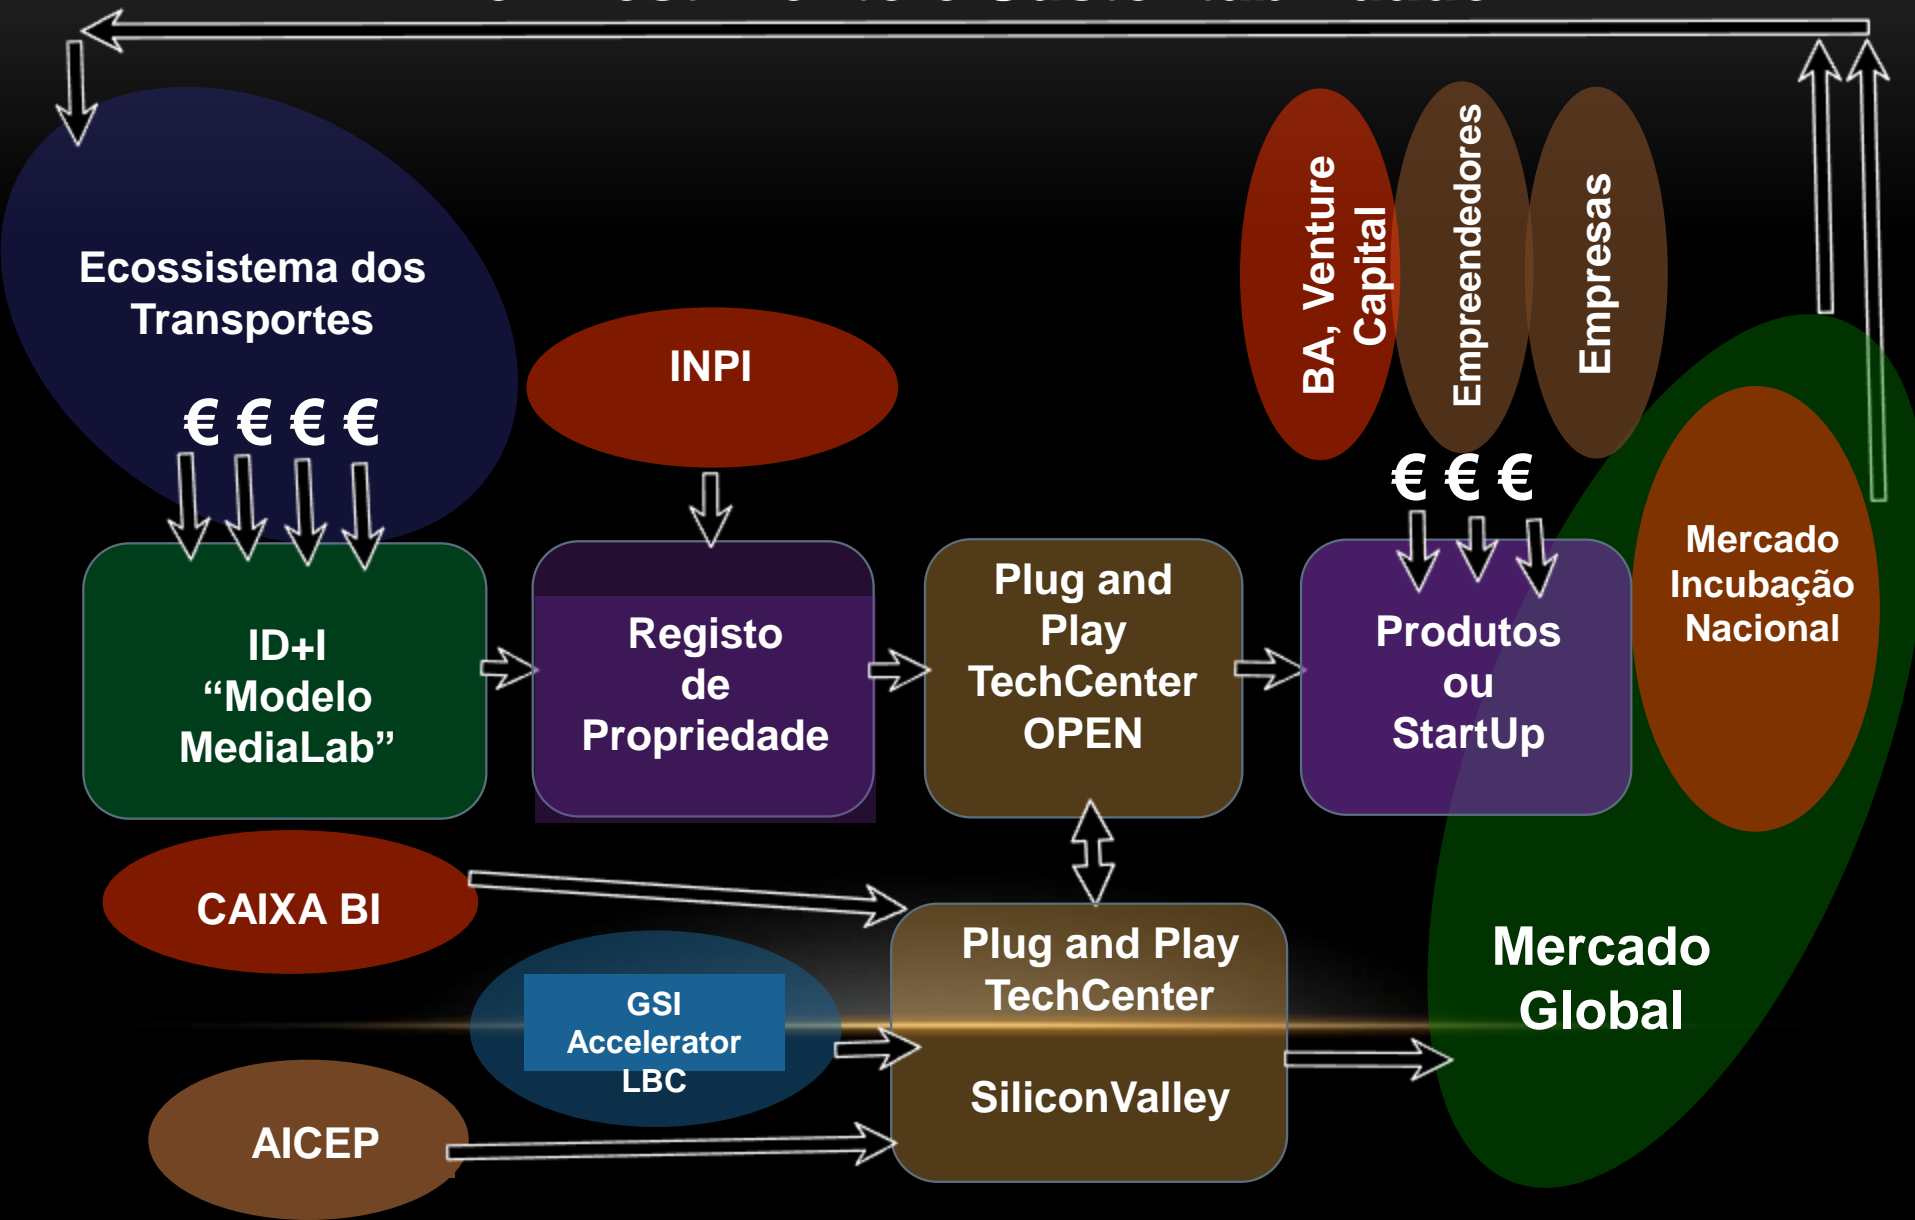 Ecossistema dos
Transportes
€ € € €
INPI
BA, Venture
Capital
Empreendedores
Empresas
€ € €
Mercado
Incubação
Nacional
ID+I
“Modelo
MediaLab”
Registo
de
Propriedade
Plug and
Play
TechCenter
OPEN
Produtos
ou
StartUp
CAIXA BI
GSI
Accelerator
LBC
AICEP
Plug and Play
TechCenter
SiliconValley
Mercado
Global